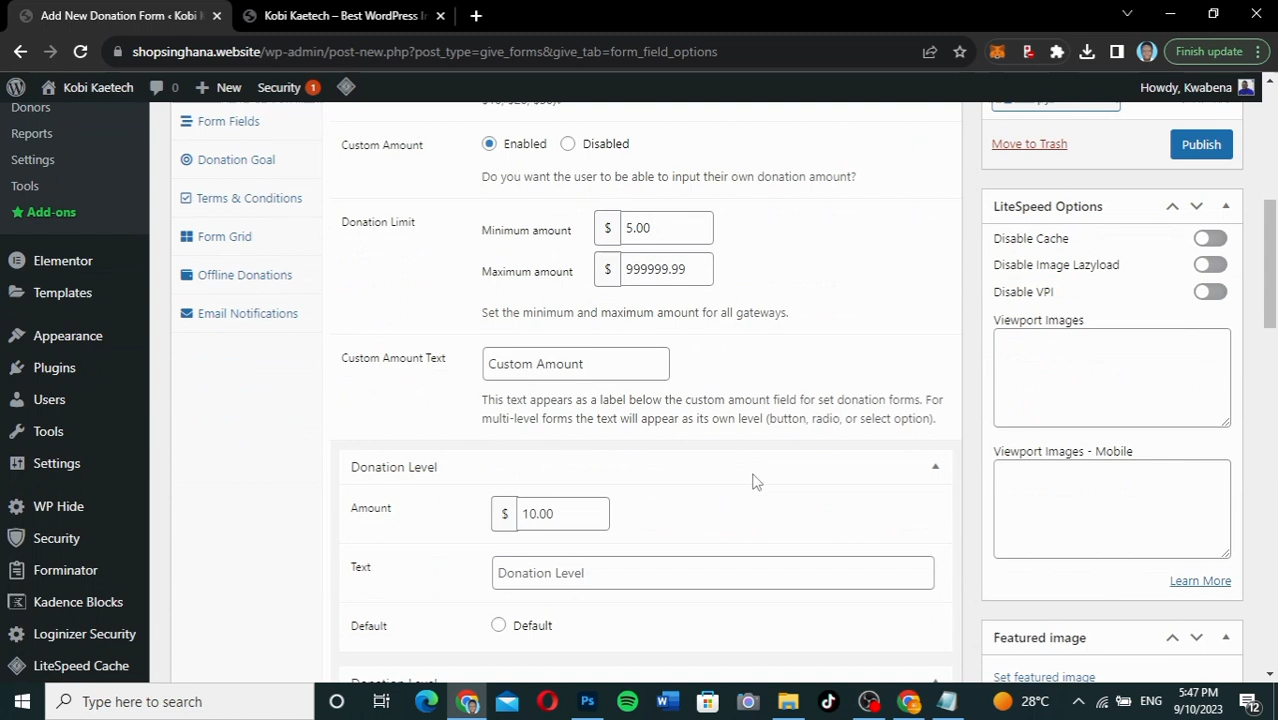 Add New Donation Form ‹ Kobi K
Kobi Kaetech – Best WordPress In
shopsinghana.website/wp-admin/post-new.php?post_type=give_forms&give_tab=form_field_options
Finish update
Kobi Kaetech
0
New
Security 1
Howdy, Kwabena
Donors
Reports
Settings
Tools
Add-ons
Elementor
Templates
Appearance
Plugins
Users
Tools
Settings
WP Hide
Security
Forminator
Kadence Blocks
Loginizer Security
LiteSpeed Cache
Form Fields
Donation Goal
Terms & Conditions
Form Grid
Offline Donations
Email Notifications
Custom Amount
Enabled
Disabled
Do you want the user to be able to input their own donation amount?
Donation Limit
Minimum amount
$ 5.00
Maximum amount
$ 999999.99
Set the minimum and maximum amount for all gateways.
Custom Amount Text
Custom Amount
This text appears as a label below the custom amount field for set donation forms. For
multi-level forms the text will appear as its own level (button, radio, or select option).
Donation Level
Amount
$ 10.00
Text
Donation Level
Default
Default
Move to Trash
Publish
LiteSpeed Options
Disable Cache
Disable Image Lazyload
Disable VPI
Viewport Images
Viewport Images - Mobile
Learn More
Featured image
Set featured image
Type here to search
28°C
ENG
5:47 PM
9/10/2023
12